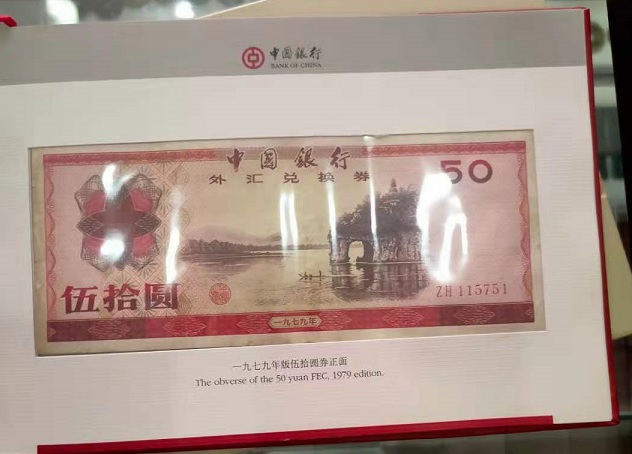 中国银行
BANK OF CHINA
中国银行
外汇兑换券
50
伍拾圆
ZH 115751
一九七九年
一九七九年版伍拾圆券正面
The obverse of the 50 yuan FEC, 1979 edition.